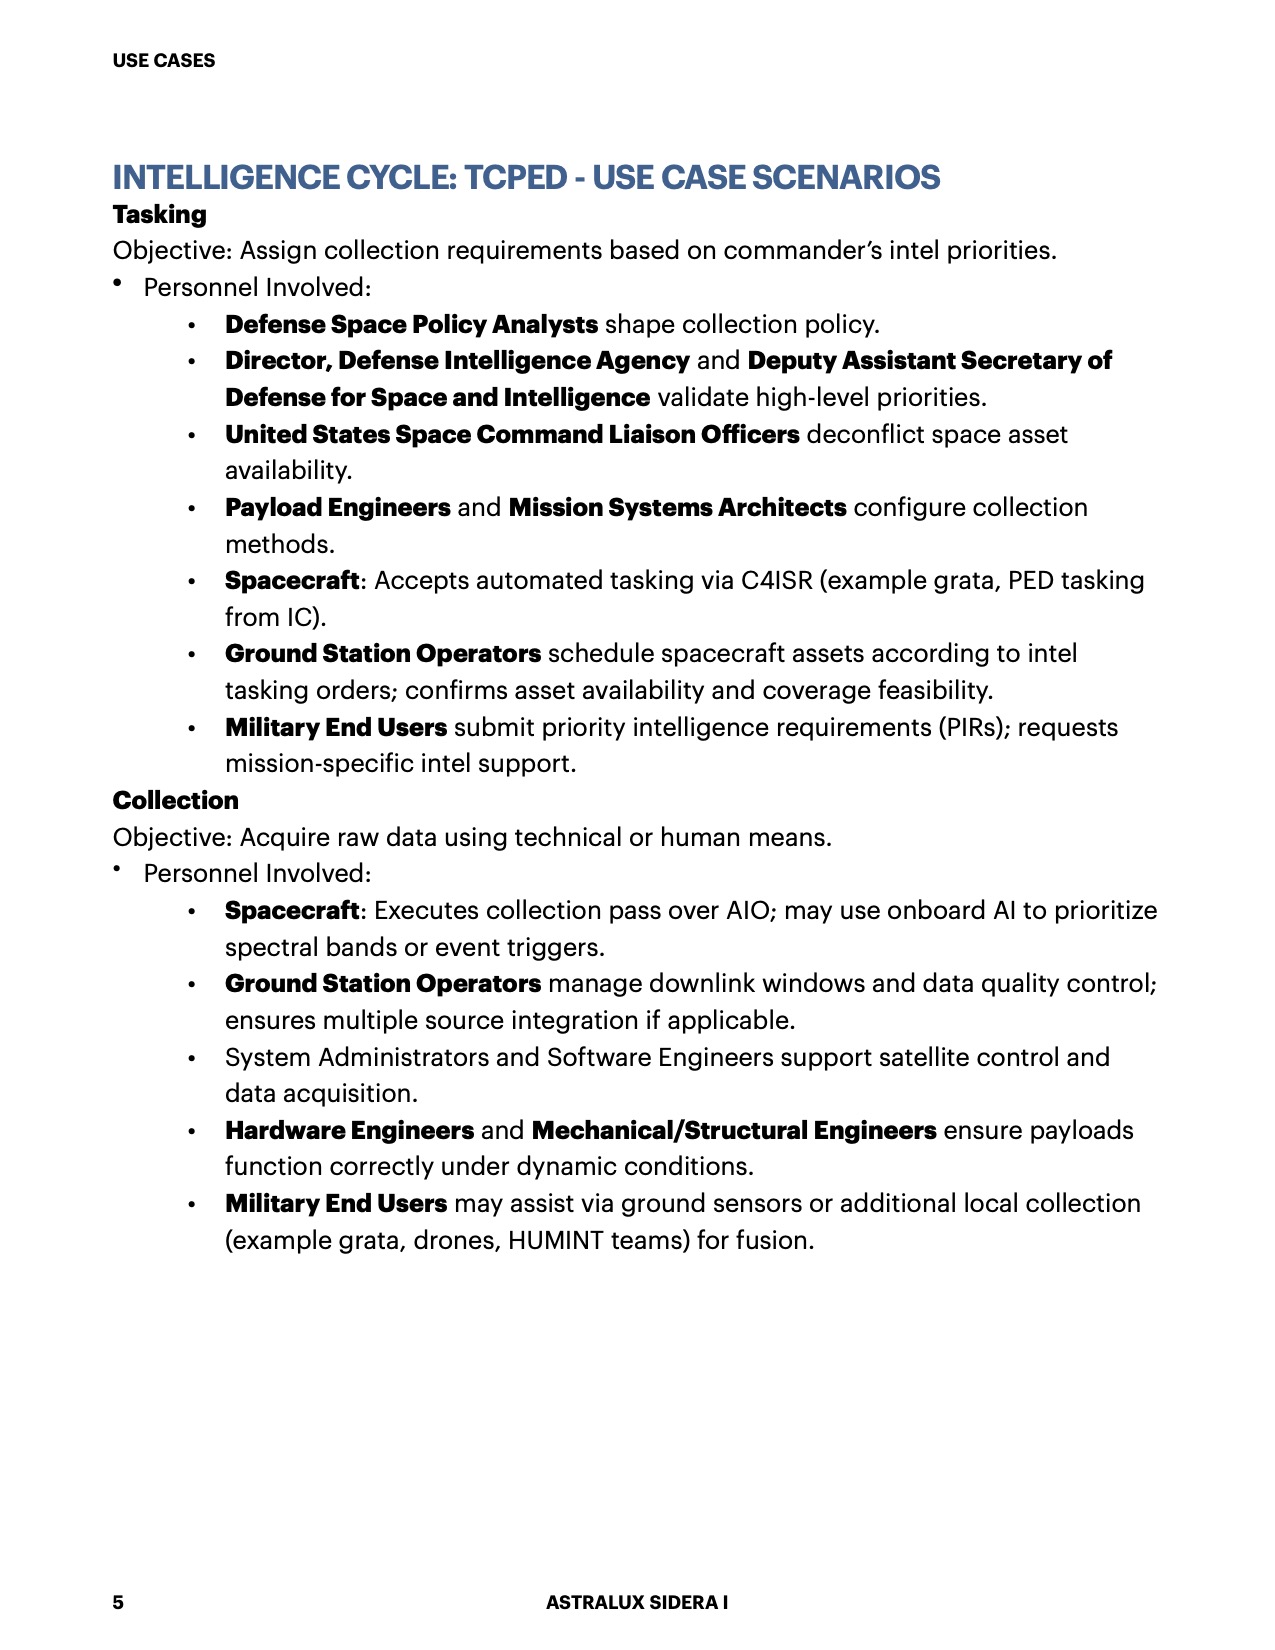 USE CASES
INTELLIGENCE CYCLE: TCPED - USE CASE SCENARIOS
Tasking
Objective: Assign collection requirements based on commander’s intel priorities.
• Personnel Involved:
• Defense Space Policy Analysts shape collection policy.
• Director, Defense Intelligence Agency and Deputy Assistant Secretary of
Defense for Space and Intelligence validate high-level priorities.
• United States Space Command Liaison Officers deconflict space asset
availability.
• Payload Engineers and Mission Systems Architects configure collection
methods.
• Spacecraft: Accepts automated tasking via C4ISR (example grata, PED tasking
from IC).
• Ground Station Operators schedule spacecraft assets according to intel
tasking orders; confirms asset availability and coverage feasibility.
• Military End Users submit priority intelligence requirements (PIRs); requests
mission-specific intel support.
Collection
Objective: Acquire raw data using technical or human means.
• Personnel Involved:
• Spacecraft: Executes collection pass over AIO; may use onboard AI to prioritize
spectral bands or event triggers.
• Ground Station Operators manage downlink windows and data quality control;
ensures multiple source integration if applicable.
• System Administrators and Software Engineers support satellite control and
data acquisition.
• Hardware Engineers and Mechanical/Structural Engineers ensure payloads
function correctly under dynamic conditions.
• Military End Users may assist via ground sensors or additional local collection
(example grata, drones, HUMINT teams) for fusion.
5 ASTRALUX SIDERA I